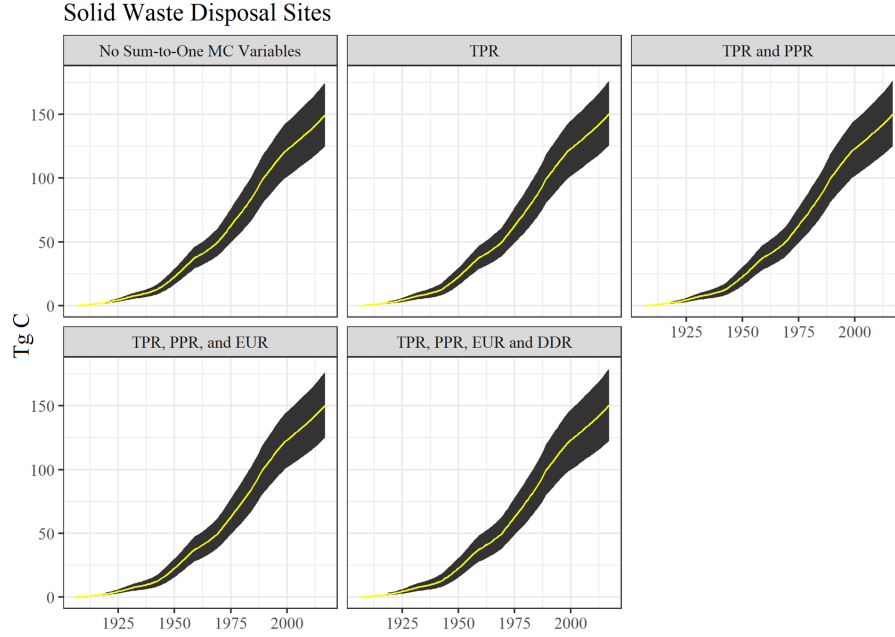 Solid Waste Disposal Sites
No Sum-to-One MC Variables
TPR
TPR and PPR
150
100
50
0
1925
1950
1975
2000
Tg C
TPR, PPR, and EUR
TPR, PPR, EUR and DDR
150
100
50
0
1925
1950
1975
2000
1925
1950
1975
2000